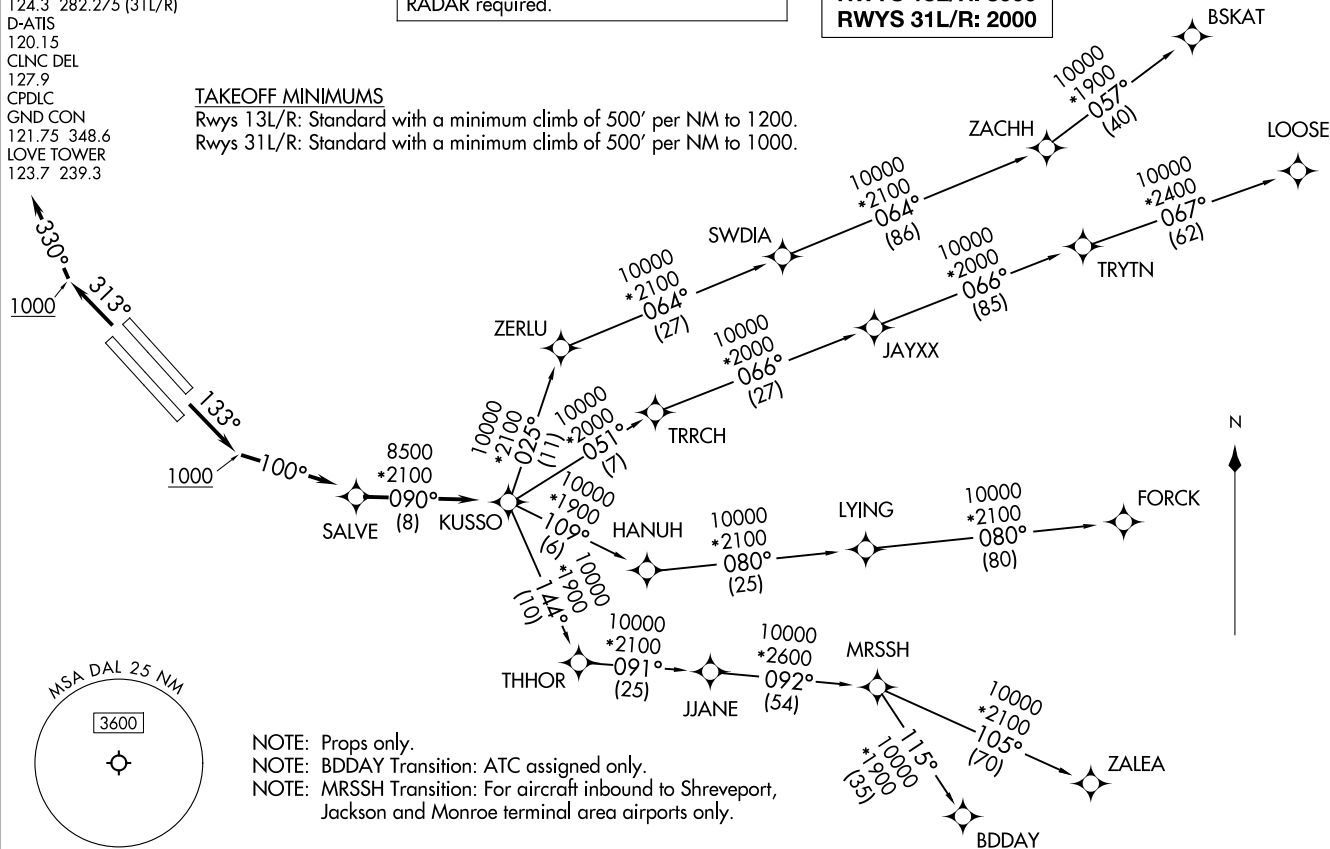 124.3 282.275 (31L/R)
D-ATIS
120.15
CLNC DEL
127.9
CPDLC
GND CON
121.75 348.6
LOVE TOWER
123.7 239.3
RADAR required.
RWYS 31L/R: 2000
TAKEOFF MINIMUMS
Rwys 13L/R: Standard with a minimum climb of 500' per NM to 1200.
Rwys 31L/R: Standard with a minimum climb of 500' per NM to 1000.
BSKAT
10000
*1900
057°
(40)
ZACHH
LOOSE
10000
*2100
064°
(86)
10000
*2400
067°
(62)
SWDIA
TRYTN
10000
*2100
064°
(27)
10000
*2000
066°
(85)
ZERLU
JAYXX
10000
*2000
066°
(27)
330°
1000
313°
133°
1000
100°
10000
*2100
025°
(11)
10000
*2000
051°
(7)
TRRCH
N
8500
*2100
090°
(8)
SALVE
KUSSO
10000
*1900
109°
(6)
HANUH
10000
*2100
080°
(25)
LYING
10000
*2100
080°
(80)
FORCK
10000
*1900
144°
(10)
THHOR
10000
*2100
091°
(25)
JJANE
10000
*2600
092°
(54)
MRSSH
10000
*2100
105°
(70)
ZALEA
115°
10000
*1900
(35)
BDDAY
MSA DAL 25 NM
3600
NOTE: Props only.
NOTE: BDDAY Transition: ATC assigned only.
NOTE: MRSSH Transition: For aircraft inbound to Shreveport,
Jackson and Monroe terminal area airports only.